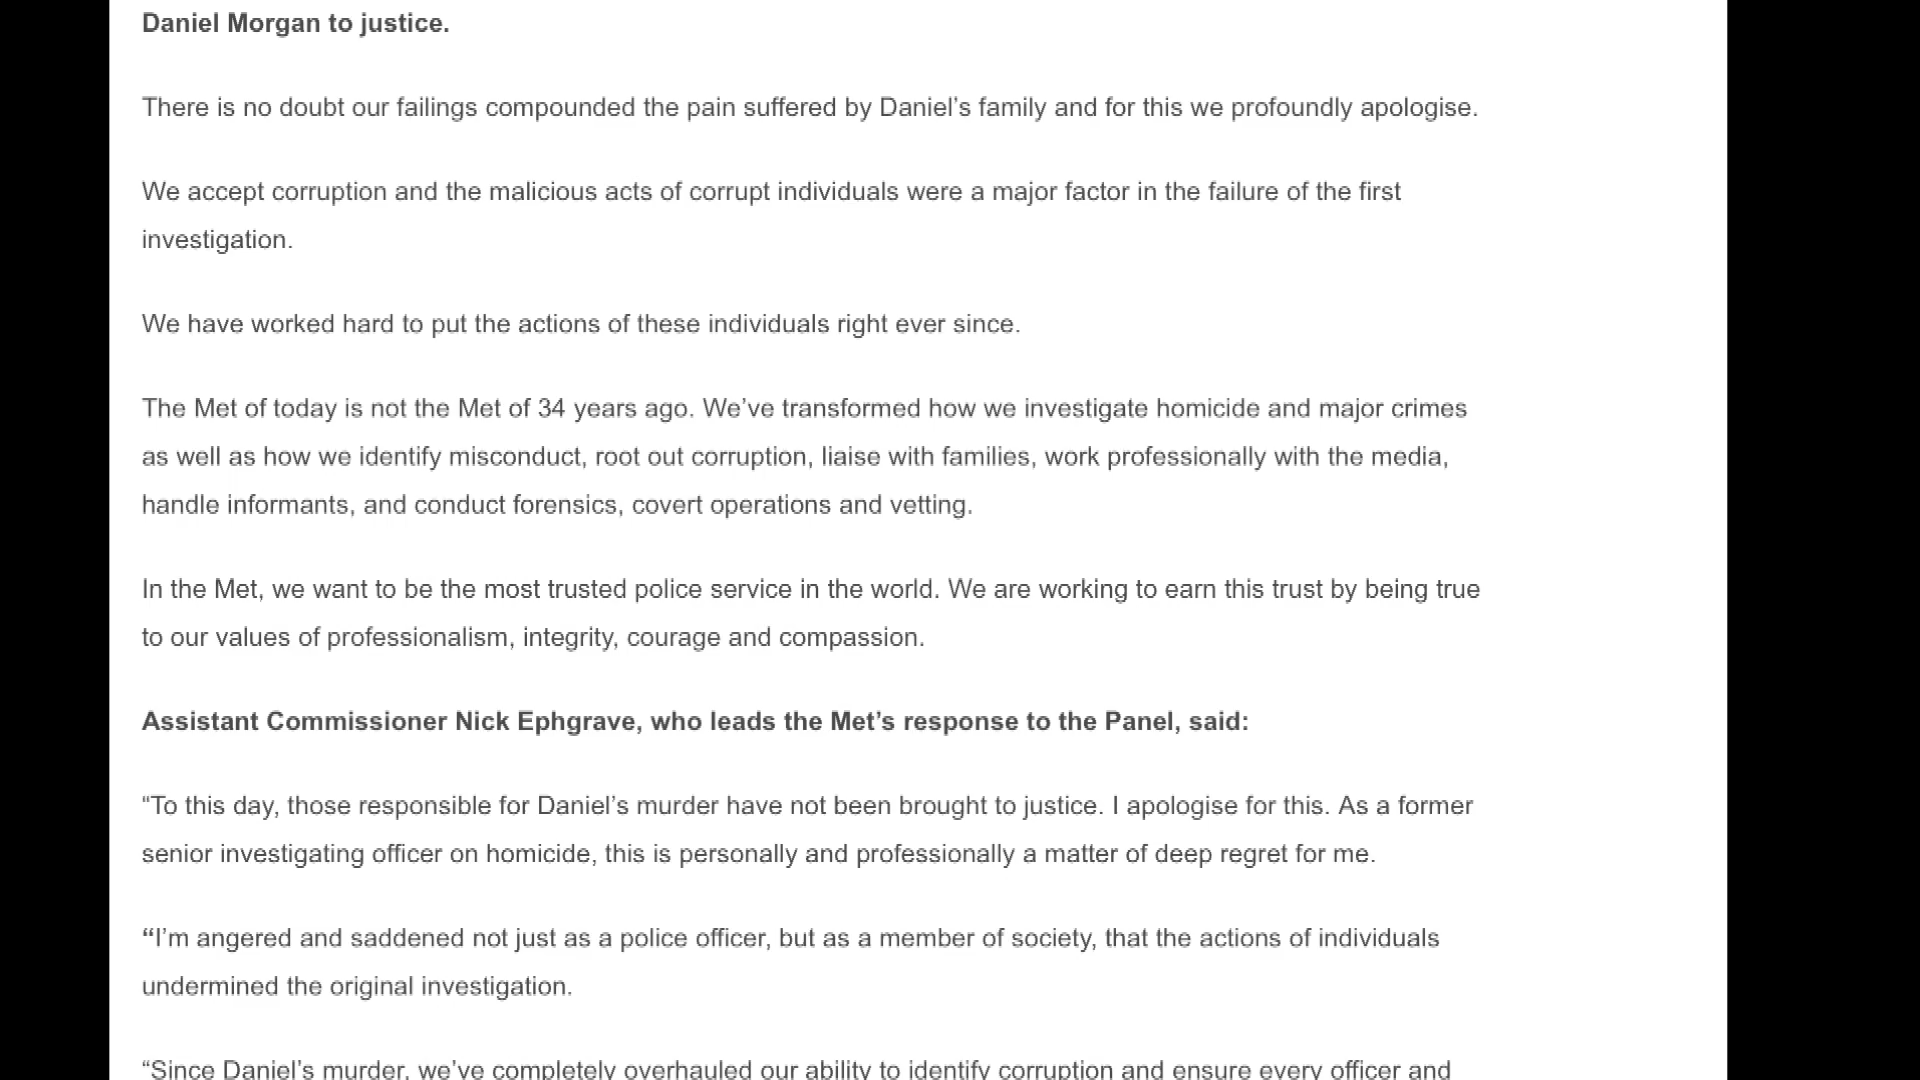 Daniel Morgan to justice.
There is no doubt our failings compounded the pain suffered by Daniel’s family and for this we profoundly apologise.
We accept corruption and the malicious acts of corrupt individuals were a major factor in the failure of the first
investigation.
We have worked hard to put the actions of these individuals right ever since.
The Met of today is not the Met of 34 years ago. We’ve transformed how we investigate homicide and major crimes
as well as how we identify misconduct, root out corruption, liaise with families, work professionally with the media,
handle informants, and conduct forensics, covert operations and vetting.
In the Met, we want to be the most trusted police service in the world. We are working to earn this trust by being true
to our values of professionalism, integrity, courage and compassion.
Assistant Commissioner Nick Ephgrave, who leads the Met’s response to the Panel, said:
“To this day, those responsible for Daniel’s murder have not been brought to justice. I apologise for this. As a former
senior investigating officer on homicide, this is personally and professionally a matter of deep regret for me.
“I’m angered and saddened not just as a police officer, but as a member of society, that the actions of individuals
undermined the original investigation.
“Since Daniel’s murder, we’ve completely overhauled our ability to identify corruption and ensure every officer and